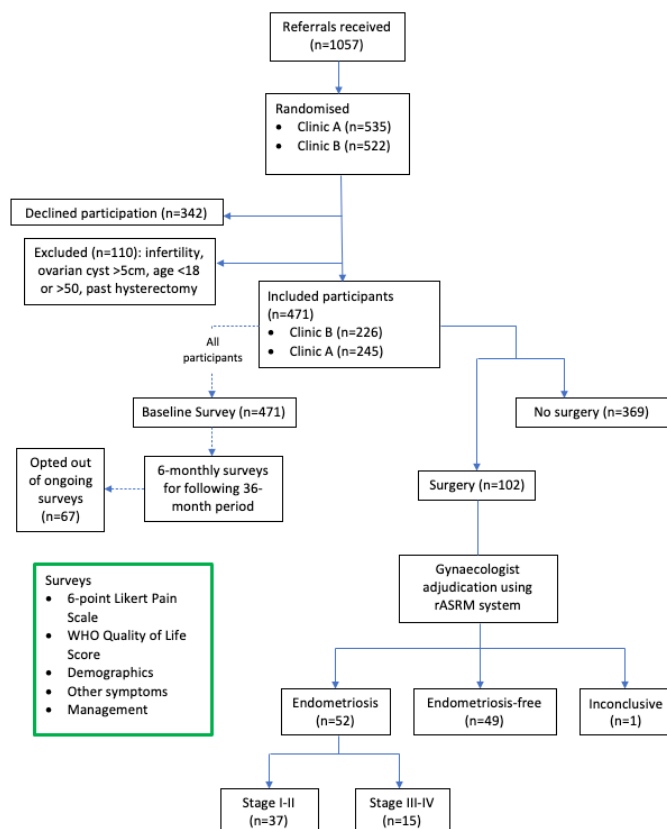 Referrals received
(n=1057)
Randomised
• Clinic A (n=535)
• Clinic B (n=522)
Declined participation (n=342)
Excluded (n=110): infertility,
ovarian cyst >5cm, age <18
or >50, past hysterectomy
Included participants
(n=471)
• Clinic B (n=226)
• Clinic A (n=245)
All
participants
Baseline Survey (n=471)
No surgery (n=369)
Opted out
of ongoing
surveys
(n=67)
6-monthly surveys
for following 36-
month period
Surgery (n=102)
Gynaecologist
adjudication using
rASRM system
Surveys
• 6-point Likert Pain
Scale
• WHO Quality of Life
Score
• Demographics
• Other symptoms
• Management
Endometriosis
(n=52)
Endometriosis-free
(n=49)
Inconclusive
(n=1)
Stage I-II
(n=37)
Stage III-IV
(n=15)